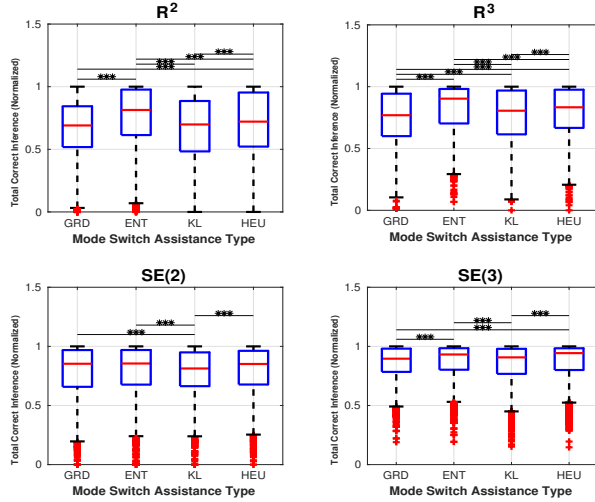 R²
R³
1.5
1
0.5
0
Total Correct Inference (Normalized)
***
***
***
***
***
GRD ENT KL HEU
Mode Switch Assistance Type
1.5
1
0.5
0
Total Correct Inference (Normalized)
***
***
***
***
***
***
GRD ENT KL HEU
Mode Switch Assistance Type
SE(2)
SE(3)
1.5
1
0.5
0
Total Correct Inference (Normalized)
***
***
***
GRD ENT KL HEU
Mode Switch Assistance Type
1.5
1
0.5
0
Total Correct Inference (Normalized)
***
***
***
***
GRD ENT KL HEU
Mode Switch Assistance Type